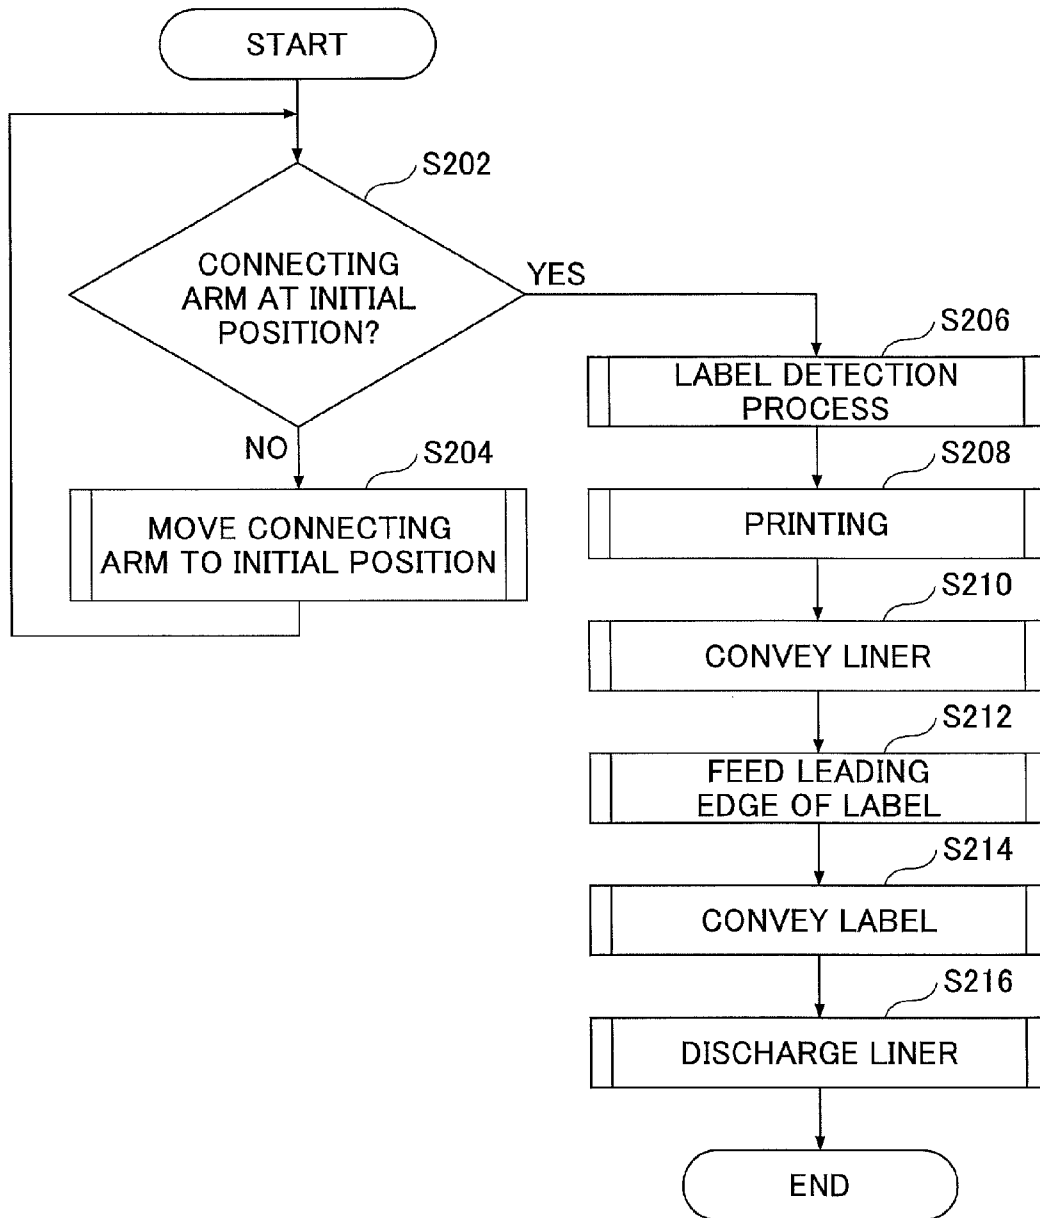 START
S202
CONNECTING
ARM AT INITIAL
POSITION?
YES
NO
S204
MOVE CONNECTING
ARM TO INITIAL POSITION
S206
LABEL DETECTION
PROCESS
S208
PRINTING
S210
CONVEY LINER
S212
FEED LEADING
EDGE OF LABEL
S214
CONVEY LABEL
S216
DISCHARGE LINER
END